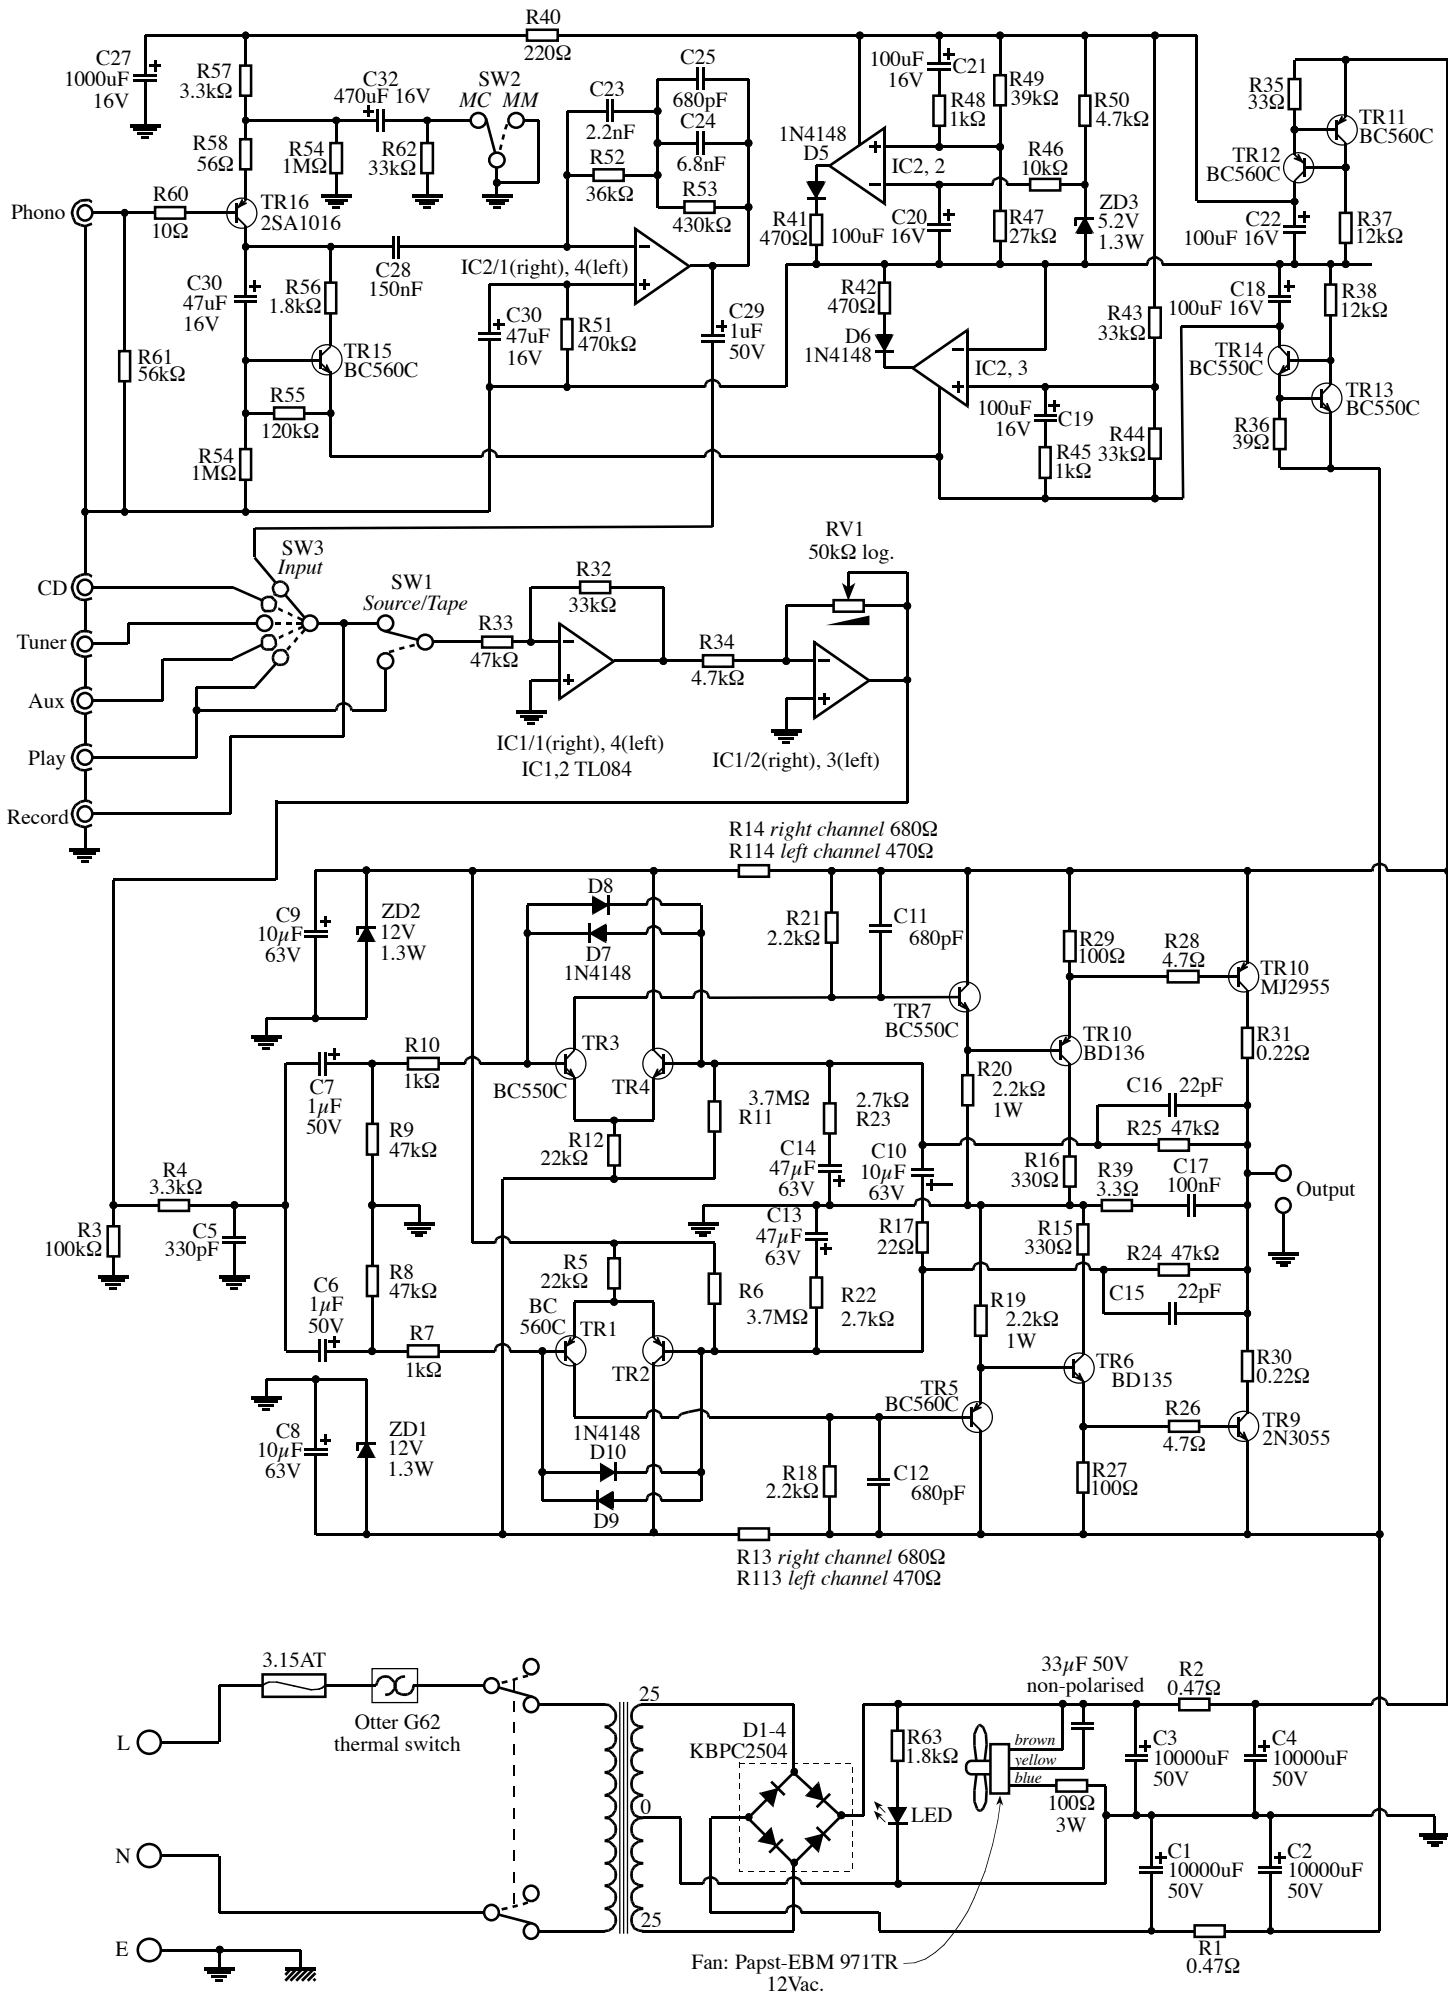 R40
220Ω
C27
1000uF
16V
R57
3.3kΩ
C32
470uF 16V
SW2
MC MM
C23
2.2nF
C25
680pF
C24
6.8nF
R52
36kΩ
R53
430kΩ
R58
56Ω
R54
1MΩ
R62
33kΩ
Phono
R60
10Ω
TR16
2SA1016
C28
150nF
IC2/1(right), 4(left)
C30
47uF
16V
R56
1.8kΩ
C30
47uF
16V
R51
470kΩ
C29
1uF
50V
R61
56kΩ
TR15
BC560C
R55
120kΩ
R54
1MΩ
100uF
16V
C21
R49
39kΩ
R48
1kΩ
R50
4.7kΩ
1N4148
D5
IC2, 2
R46
10kΩ
R41
470Ω
C20
100uF 16V
R47
27kΩ
ZD3
5.2V
1.3W
R42
470Ω
D6
1N4148
IC2, 3
R43
33kΩ
100uF
16V
C19
R45
1kΩ
R44
33kΩ
R35
33Ω
TR11
BC560C
TR12
BC560C
C22
100uF 16V
R37
12kΩ
C18
100uF 16V
R38
12kΩ
TR14
BC550C
TR13
BC550C
R36
39Ω
CD
Tuner
Aux
Play
Record
SW3
Input
SW1
Source/Tape
R33
47kΩ
R32
33kΩ
R34
4.7kΩ
RV1
50kΩ log.
IC1/1(right), 4(left)
IC1,2 TL084
IC1/2(right), 3(left)
R14 right channel 680Ω
R114 left channel 470Ω
C9
10µF
63V
ZD2
12V
1.3W
D8
D7
1N4148
R21
2.2kΩ
C11
680pF
R29
100Ω
R28
4.7Ω
TR10
MJ2955
TR7
BC550C
TR10
BD136
R31
0.22Ω
R10
1kΩ
TR3
BC550C
TR4
C7
1µF
50V
R9
47kΩ
R12
22kΩ
3.7MΩ
R11
2.7kΩ
R23
C14
47µF
63V
C10
10µF
63V
R20
2.2kΩ
1W
C16 22pF
R25 47kΩ
R16
330Ω
R39
3.3Ω
C17
100nF
Output
R4
3.3kΩ
R3
100kΩ
C5
330pF
C13
47µF
63V
R17
22Ω
R15
330Ω
R24 47kΩ
C15 22pF
C6
1µF
50V
R8
47kΩ
R5
22kΩ
R6
3.7MΩ
R22
2.7kΩ
R19
2.2kΩ
1W
R7
1kΩ
BC
560C
TR1
TR2
TR6
BD135
R30
0.22Ω
TR5
BC560C
R26
4.7Ω
TR9
2N3055
C8
10µF
63V
ZD1
12V
1.3W
1N4148
D10
D9
R18
2.2kΩ
C12
680pF
R27
100Ω
R13 right channel 680Ω
R113 left channel 470Ω
3.15AT
Otter G62
thermal switch
L
N
E
25
0
25
D1-4
KBPC2504
R63
1.8kΩ
LED
33µF 50V
non-polarised
brown
yellow
blue
100Ω
3W
R2
0.47Ω
C3
10000uF
50V
C4
10000uF
50V
C1
10000uF
50V
C2
10000uF
50V
R1
0.47Ω
Fan: Papst-EBM 971TR
12Vac.